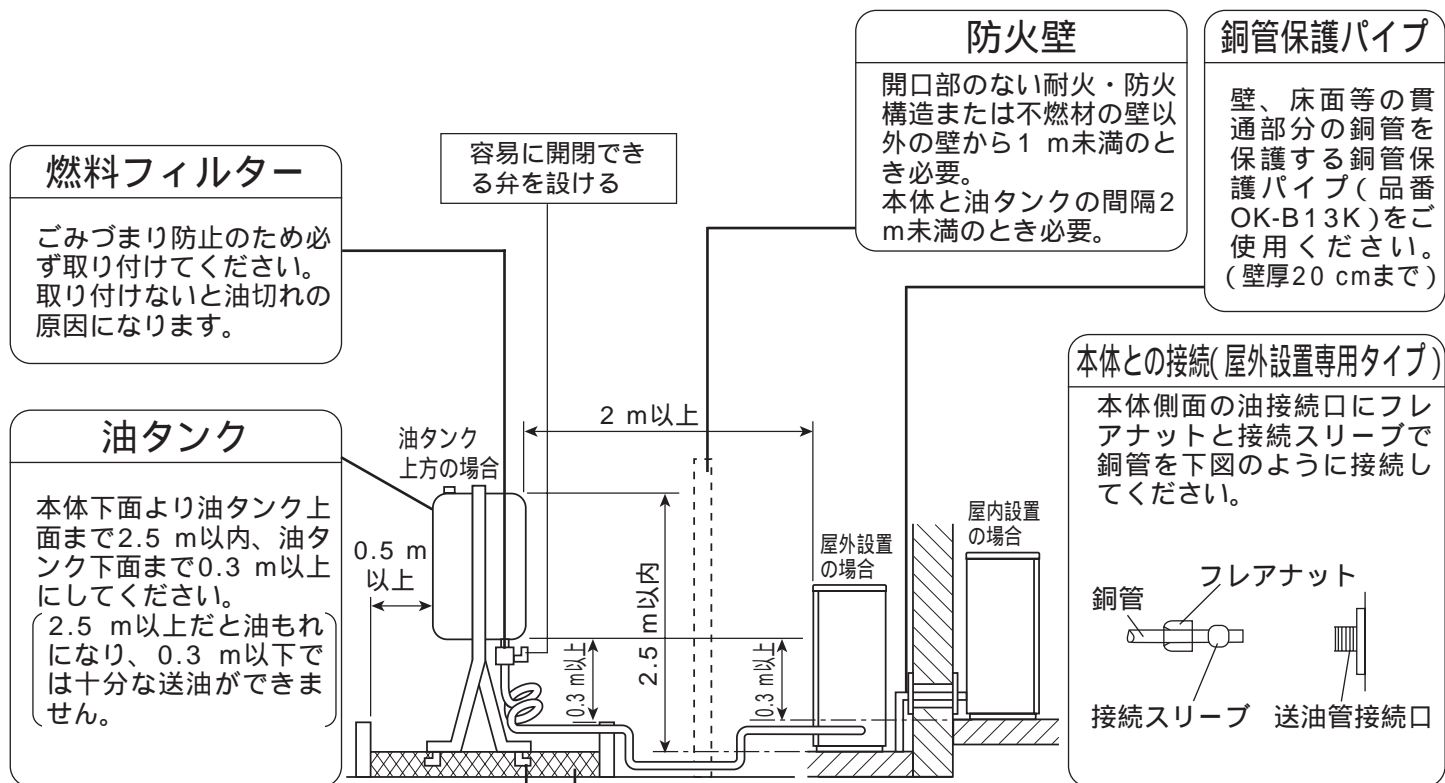 防火壁
開口部のない耐火・防火
構造または不燃材の壁以
外の壁から1 m未満のと
き必要。
本体と油タンクの間隔2
m未満のとき必要。
銅管保護パイプ
壁、床面等の貫
通部分の銅管を
保護する銅管保
護パイプ(品番
OK-B13K)をご
使用ください。
(壁厚20 cmまで)
容易に開閉でき
る弁を設ける
燃料フィルター
ごみづまり防止のため必
ず取り付けてください。
取り付けないと油切れの
原因になります。
油タンク
本体下面より油タンク上
面まで2.5 m以内、油タ
ンク下面まで0.3 m以上
にしてください。
(2.5 m以上だと油もれ
になり、0.3 m以下で
は十分な送油ができま
せん。)
油タンク
上方の場合
2 m以上
0.5 m
以上
0.3 m以上
2.5 m以内
0.3 m以上
屋外設置
の場合
屋内設置
の場合
本体との接続(屋外設置専用タイプ)
本体側面の油接続口にフレ
アナットと接続スリーブで
銅管を下図のように接続し
てください。
フレアナット
銅管
接続スリーブ
送油管接続口